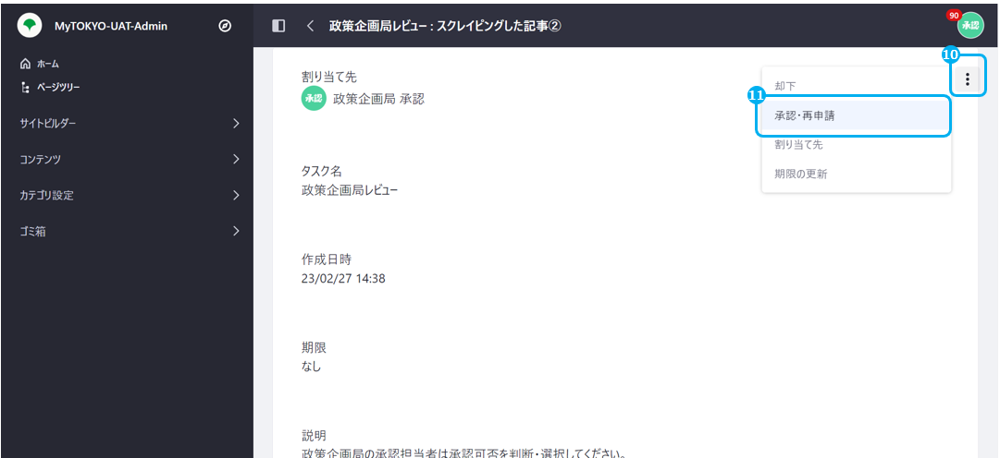 MyTOKYO-UAT-Admin
ホーム
ページツリー
サイトビルダー
コンテンツ
カテゴリ設定
ゴミ箱
政策企画局レビュー : スクレイピングした記事②
90
承認
10
割り当て先
承認 政策企画局 承認
却下
11
承認・再申請
割り当て先
期限の更新
タスク名
政策企画局レビュー
作成日時
23/02/27 14:38
期限
なし
説明
政策企画局の承認担当者は承認可否を判断・選択してください。